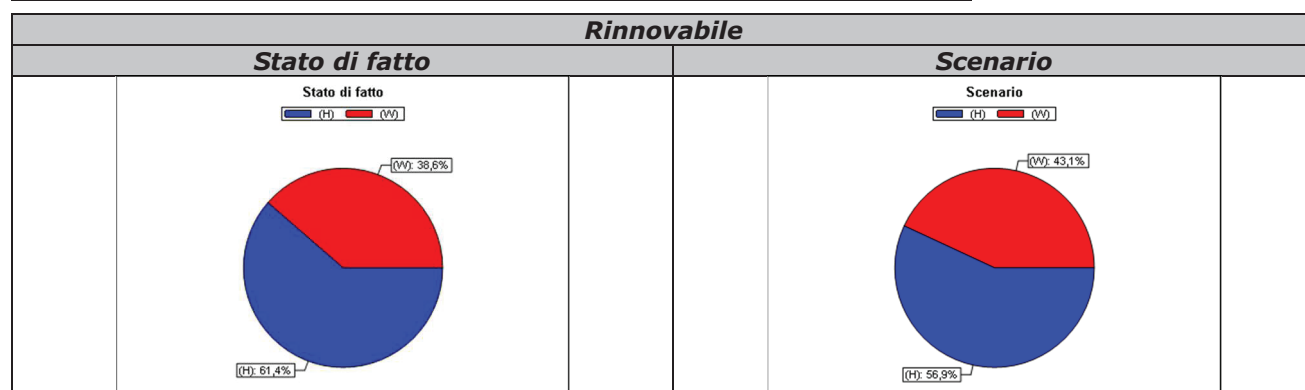 Rinnovabile
Stato di fatto
Scenario
Stato di fatto
(H) (W)
(W): 38,6%
(H): 61,4%
Scenario
(H) (W)
(W): 43,1%
(H): 56,9%